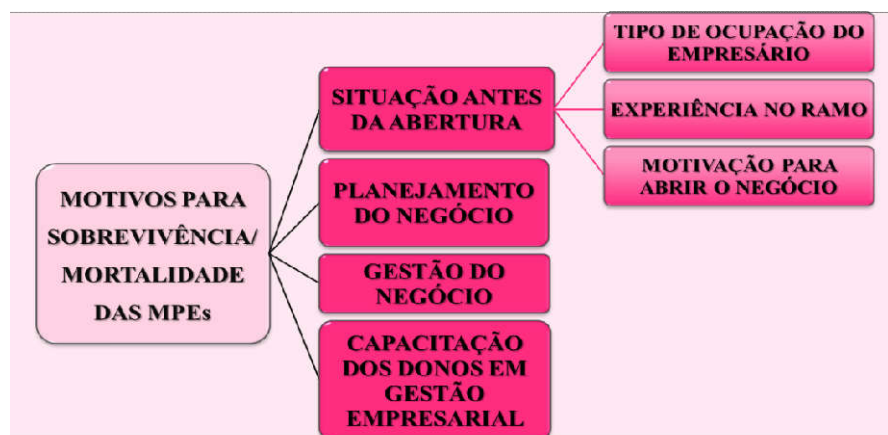 MOTIVOS PARA
SOBREVIVÊNCIA/
MORTALIDADE
DAS MPEs
SITUAÇÃO ANTES
DA ABERTURA
TIPO DE OCUPAÇÃO DO
EMPRESÁRIO
EXPERIÊNCIA NO RAMO
MOTIVAÇÃO PARA
ABRIR O NEGÓCIO
PLANEJAMENTO
DO NEGÓCIO
GESTÃO DO
NEGÓCIO
CAPACITAÇÃO
DOS DONOS EM
GESTÃO
EMPRESARIAL